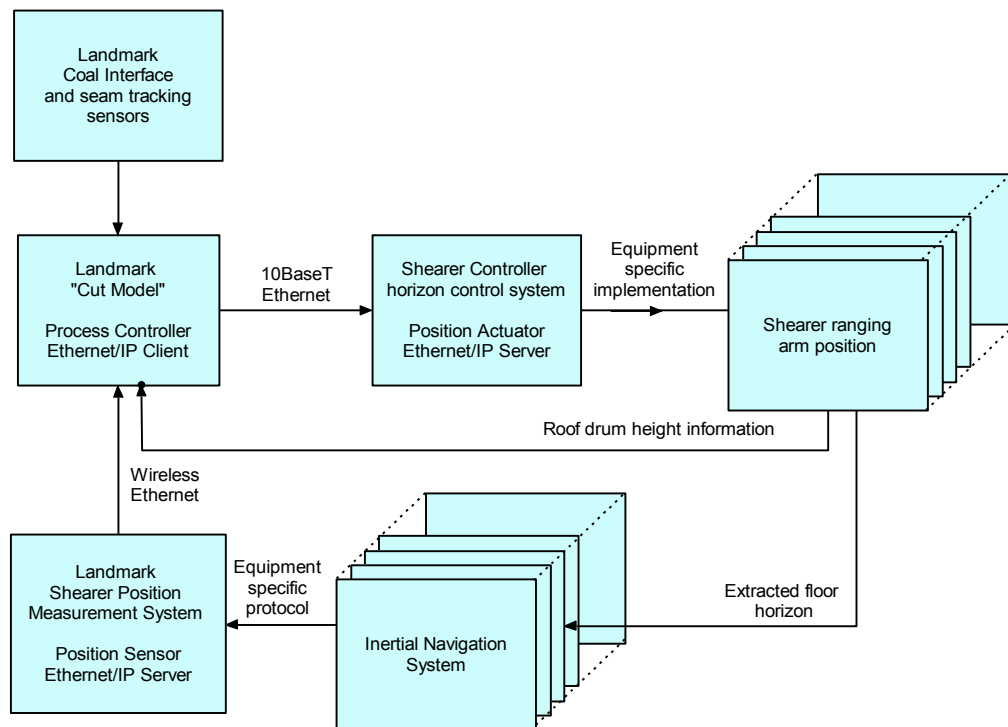 Landmark
Coal Interface
and seam tracking
sensors
Landmark
"Cut Model"
Process Controller
Ethernet/IP Client
10BaseT
Ethernet
Shearer Controller
horizon control system
Position Actuator
Ethernet/IP Server
Equipment
specific
implementation
Shearer ranging
arm position
Roof drum height information
Wireless
Ethernet
Landmark
Shearer Position
Measurement System
Position Sensor
Ethernet/IP Server
Equipment
specific
protocol
Inertial Navigation
System
Extracted floor
horizon